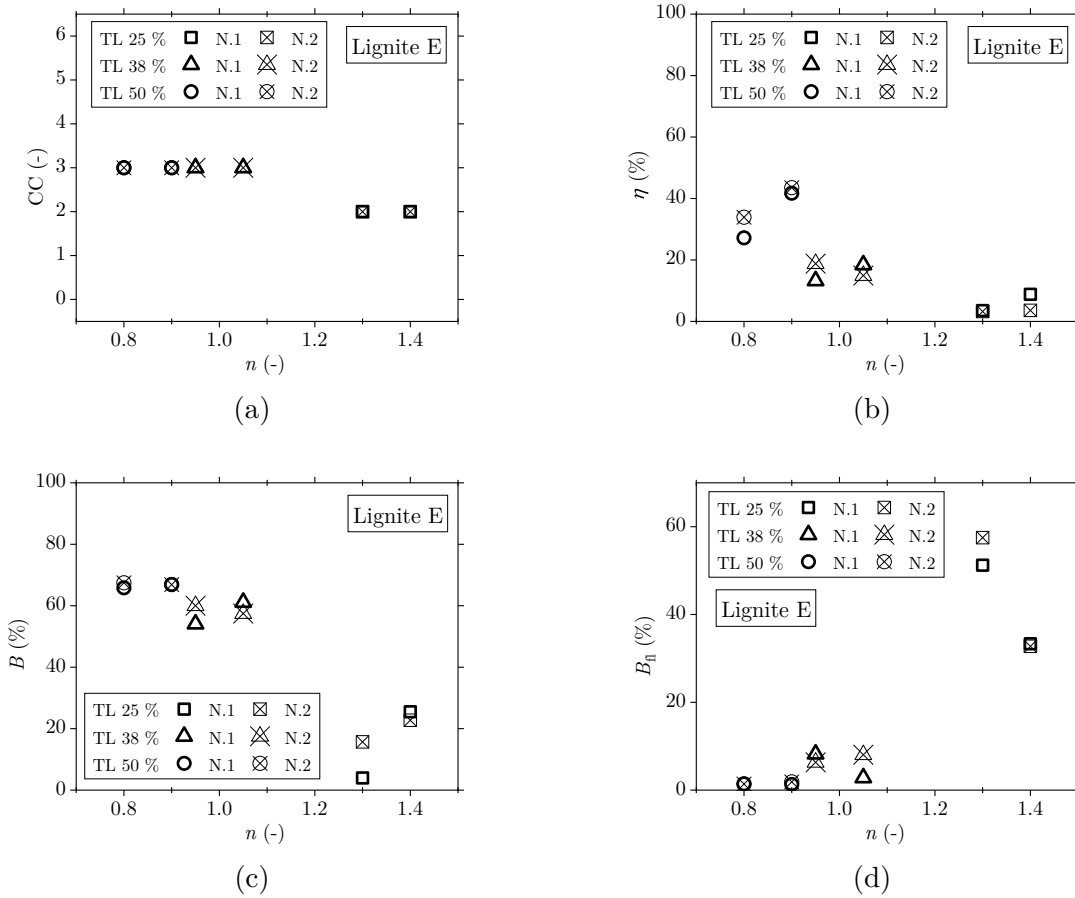 6
5
4
3
2
1
0
CC (-)
TL 25 % N.1 N.2
TL 38 % N.1 N.2
TL 50 % N.1 N.2
Lignite E
0.8 1.0 1.2 1.4
n (-)
(a)
100
80
60
40
20
0
η (%)
TL 25 % N.1 N.2
TL 38 % N.1 N.2
TL 50 % N.1 N.2
Lignite E
0.8 1.0 1.2 1.4
n (-)
(b)
100
80
60
40
20
0
B (%)
Lignite E
TL 25 % N.1 N.2
TL 38 % N.1 N.2
TL 50 % N.1 N.2
0.8 1.0 1.2 1.4
n (-)
(c)
60
40
20
0
B_fl (%)
TL 25 % N.1 N.2
TL 38 % N.1 N.2
TL 50 % N.1 N.2
Lignite E
0.8 1.0 1.2 1.4
n (-)
(d)